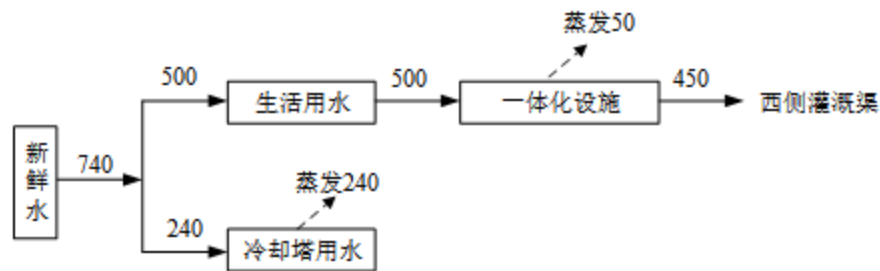 蒸发50
500
生活用水
500
一体化设施
450
西侧灌溉渠
新鲜水
740
蒸发240
240
冷却塔用水